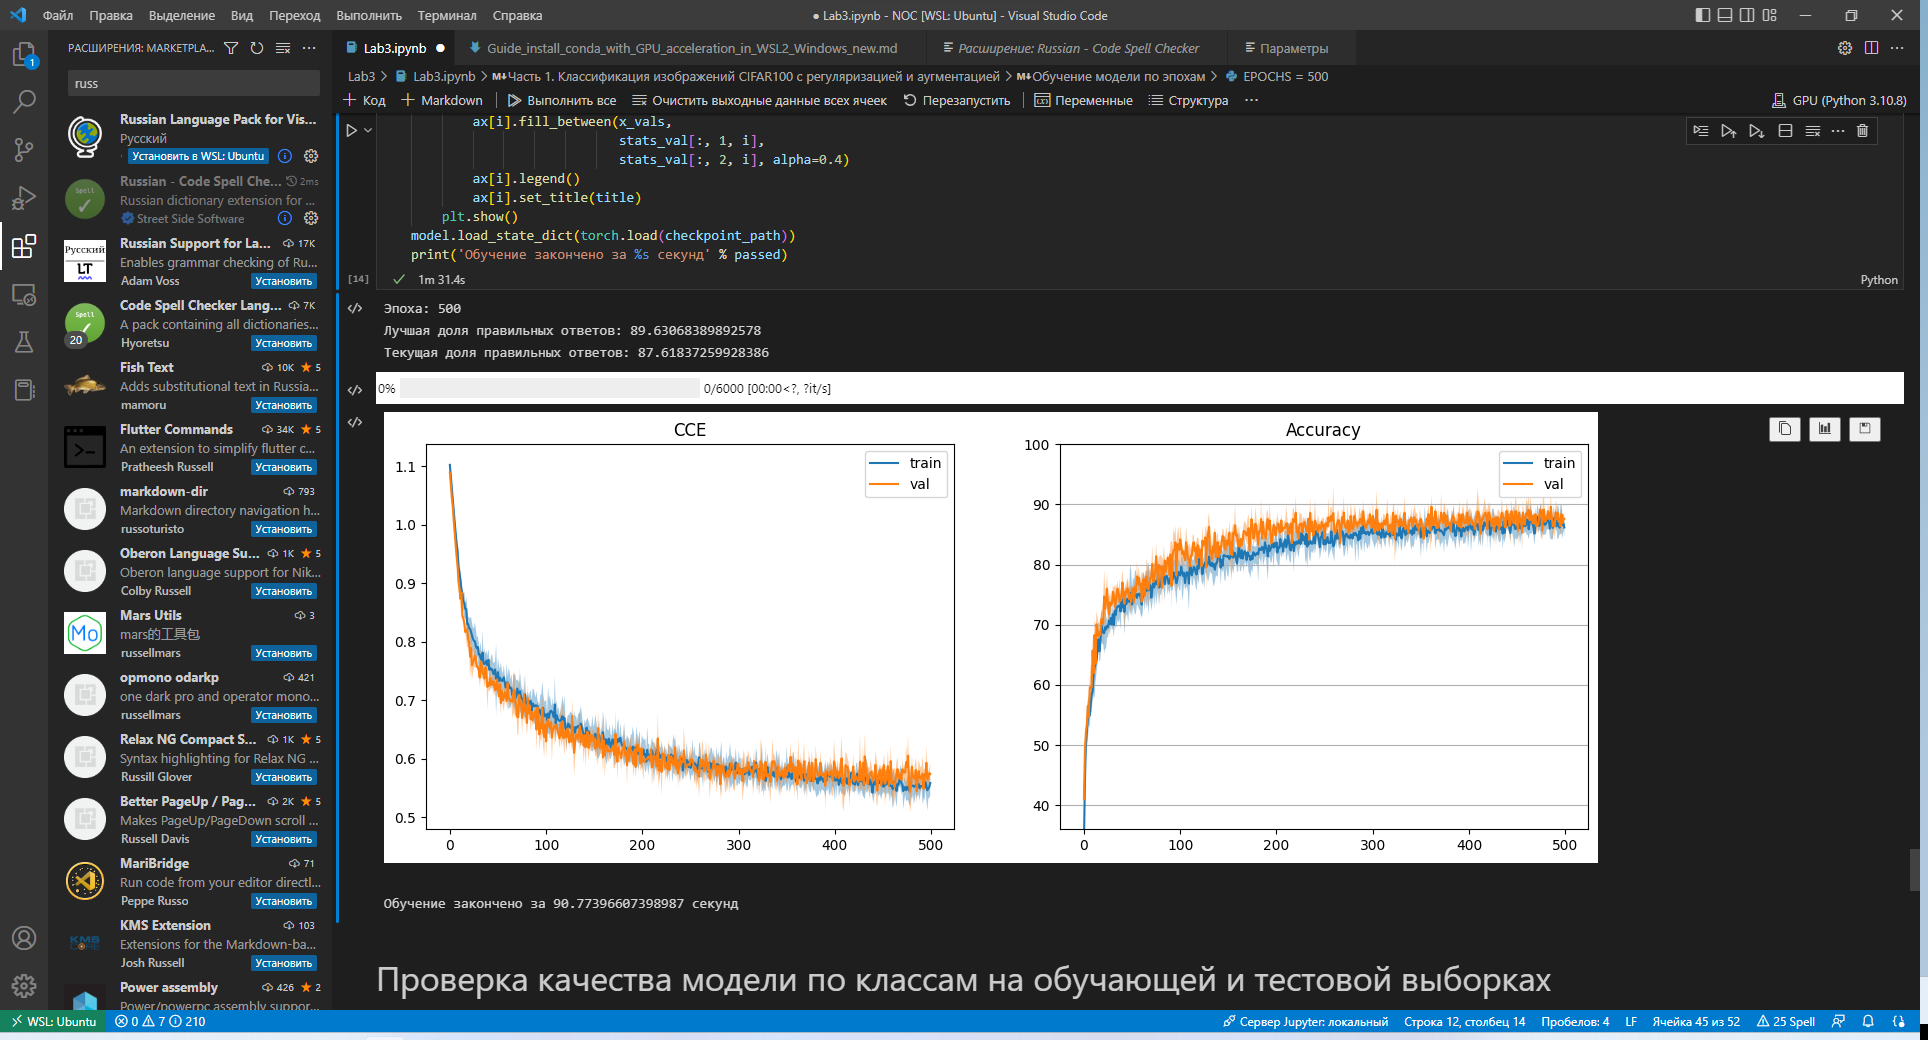 Файл Правка Выделение Вид Переход Выполнить Терминал Справка
● Lab3.ipynb - NOC [WSL: Ubuntu] - Visual Studio Code
РАСШИРЕНИЯ: MARKETPLA...
russ
Russian Language Pack for Vis...
Русский
Установить в WSL: Ubuntu
Russian - Code Spell Che... 2ms
Russian dictionary extension for ...
Street Side Software
Russian Support for La... 17K
Enables grammar checking of Ru...
Adam Voss Установить
Code Spell Checker Lang... 7K
A pack containing all dictionaries...
Hyoretsu Установить
20
Fish Text 10K ★ 5
Adds substitutional text in Russia...
mamoru Установить
Flutter Commands 34K ★ 5
An extension to simplify flutter c...
Pratheesh Russell Установить
markdown-dir 793
Markdown directory navigation h...
russoturisto Установить
Oberon Language Su... 1K ★ 5
Oberon language support for Nik...
Colby Russell Установить
Mars Utils 3
mars的工具包
russellmars Установить
opmono odarkp 421
one dark pro and operator mono...
russellmars Установить
Relax NG Compact S... 1K ★ 5
Syntax highlighting for Relax NG ...
Russill Glover Установить
Better PageUp / Pag... 2K ★ 5
Makes PageUp/PageDown scroll ...
Russell Davis Установить
MariBridge 71
Run code from your editor directl...
Peppe Russo Установить
KMS Extension 103
Extensions for the Markdown-ba...
Josh Russell Установить
Power assembly 426 ★ 2
Power/powerpc assembly suppor...
Lab3.ipynb ●
Guide_install_conda_with_GPU_acceleration_in_WSL2_Windows_new.md
Расширение: Russian - Code Spell Checker
Параметры
Lab3 > Lab3.ipynb > M↓Часть 1. Классификация изображений CIFAR100 с регуляризацией и аугментацией > M↓Обучение модели по эпохам > EPOCHS = 500
Код Markdown Выполнить все Очистить выходные данные всех ячеек Перезапустить Переменные Структура ...
GPU (Python 3.10.8)
ax[i].fill_between(x_vals,
stats_val[:, 1, i],
stats_val[:, 2, i], alpha=0.4)
ax[i].legend()
ax[i].set_title(title)
plt.show()
model.load_state_dict(torch.load(checkpoint_path))
print('Обучение закончено за %s секунд' % passed)
[14] 1m 31.4s
Python
Эпоха: 500
Лучшая доля правильных ответов: 89.63068389892578
Текущая доля правильных ответов: 87.61837259928386
0% 0/6000 [00:00<?, ?it/s]
CCE
train
val
1.1
1.0
0.9
0.8
0.7
0.6
0.5
0 100 200 300 400 500
Accuracy
train
val
100
90
80
70
60
50
40
0 100 200 300 400 500
Обучение закончено за 90.77396607398987 секунд
Проверка качества модели по классам на обучающей и тестовой выборках
WSL: Ubuntu 0 7 210
Сервер Jupyter: локальный Строка 12, столбец 14 Пробелов: 4 LF Ячейка 45 из 52 25 Spell